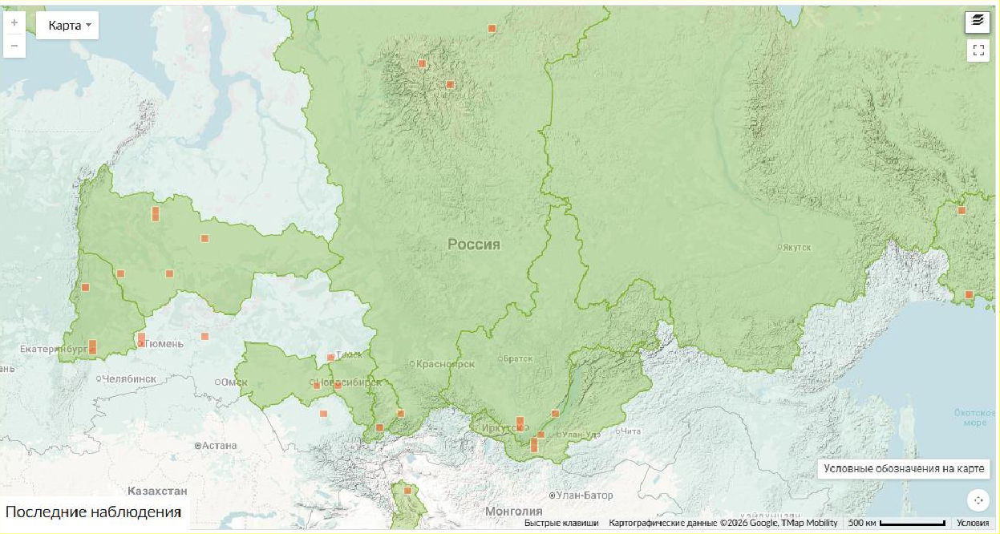 +
Карта
−
Россия
Якутск
Екатеринбург
Тюмень
Томск
Братск
Красноярск
Челябинск
Омск
Новосибирск
Охотское
море
Иркутск
Улан-Удэ
Чита
Астана
Условные обозначения на карте
Казахстан
Улан-Батор
Последние наблюдения
Монголия
Быстрые клавиши
Картографические данные ©2026 Google, TMap Mobility
500 км
Условия